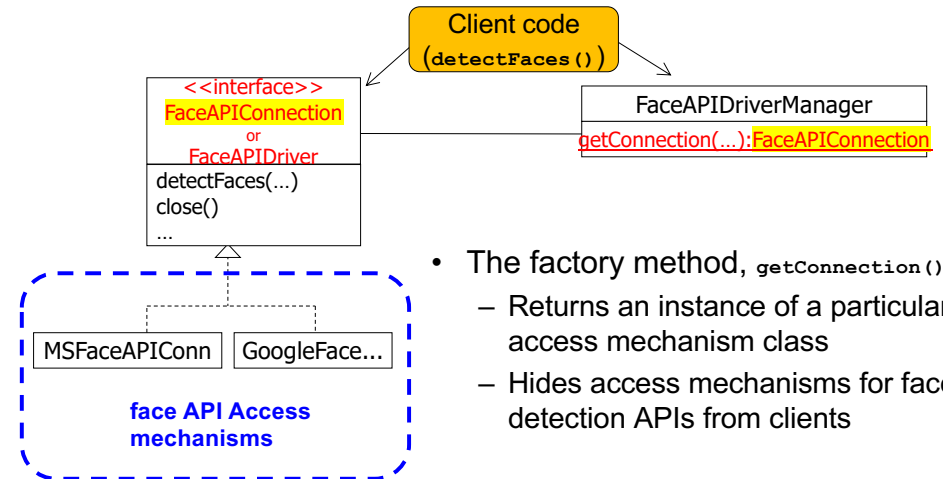 Client code
(detectFaces())
<<interface>>
FaceAPIConnection
or
FaceAPIDriver
detectFaces(…)
close()
…
FaceAPIDriverManager
getConnection(…):FaceAPIConnection
MSFaceAPIConn
GoogleFace...
face API Access
mechanisms
• The factory method, getConnection()
– Returns an instance of a particular
access mechanism class
– Hides access mechanisms for face
detection APIs from clients